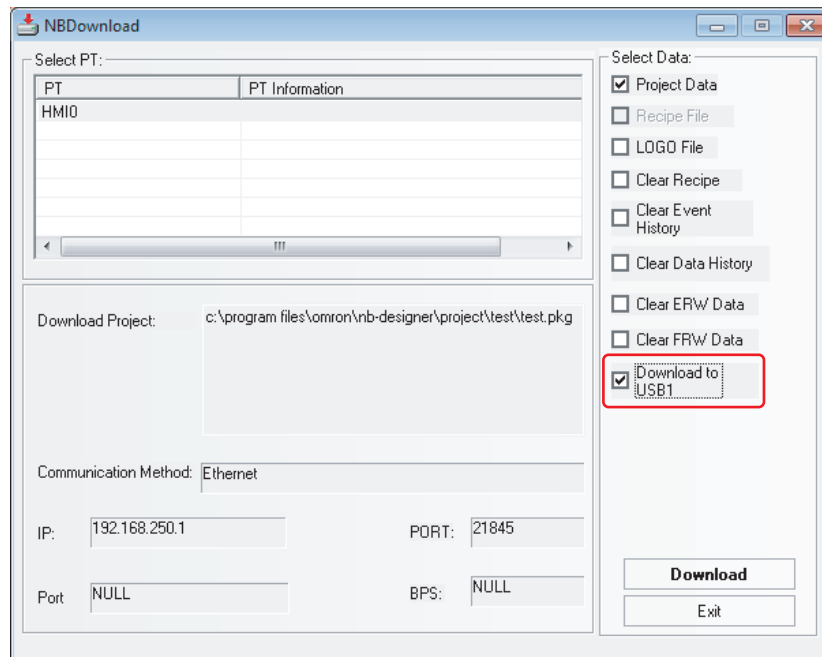 NBDownload
Select PT:
PT PT Information
HMI0
Download Project: c:\program files\omron\nb-designer\project\test\test.pkg
Communication Method: Ethernet
IP: 192.168.250.1 PORT: 21845
Port NULL BPS: NULL
Select Data:
Project Data
Recipe File
LOGO File
Clear Recipe
Clear Event
History
Clear Data History
Clear ERW Data
Clear FRW Data
Download to
USB1
Download
Exit